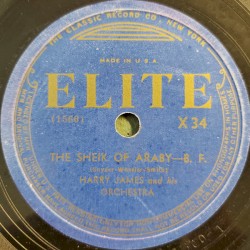 THE CLASSIC RECORD CO - NEW YORK
MADE IN U.S.A.
ELITE
X 34
THE SHEIK OF ARABY—B. F.
HARRY JAMES and his
ORCHESTRA